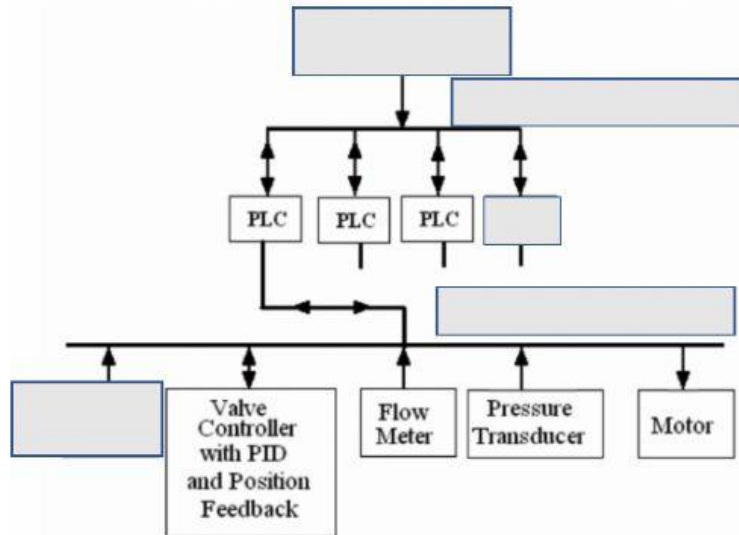 PLC
PLC
PLC
Valve
Controller
with PID
and Position
Feedback
Flow
Meter
Pressure
Transducer
Motor